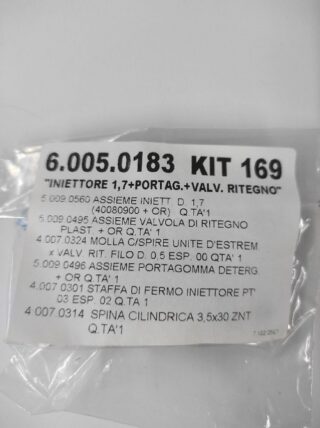 6.005.0183 KIT 169
"INIETTORE 1,7+PORTAG.+VALV. RITEGNO"
5.009.0560 ASSIEME INIETT. D. 1,7
(40080900 + OR) Q.TA'1
5.009.0495 ASSIEME VALVOLA DI RITEGNO
PLAST. + OR Q.TA' 1
4.007.0324 MOLLA C/SPIRE UNITE D'ESTREM
x VALV. RIT. FILO D. 0,5 ESP. 00 QTA' 1
5.009.0496 ASSIEME PORTAGOMMA DETERG
+ OR Q.TA' 1
4.007.0301 STAFFA DI FERMO INIETTORE PT'
03 ESP. 02 Q.TA 1
4.007.0314 SPINA CILINDRICA 3,5x30 ZNT
Q.TA'1